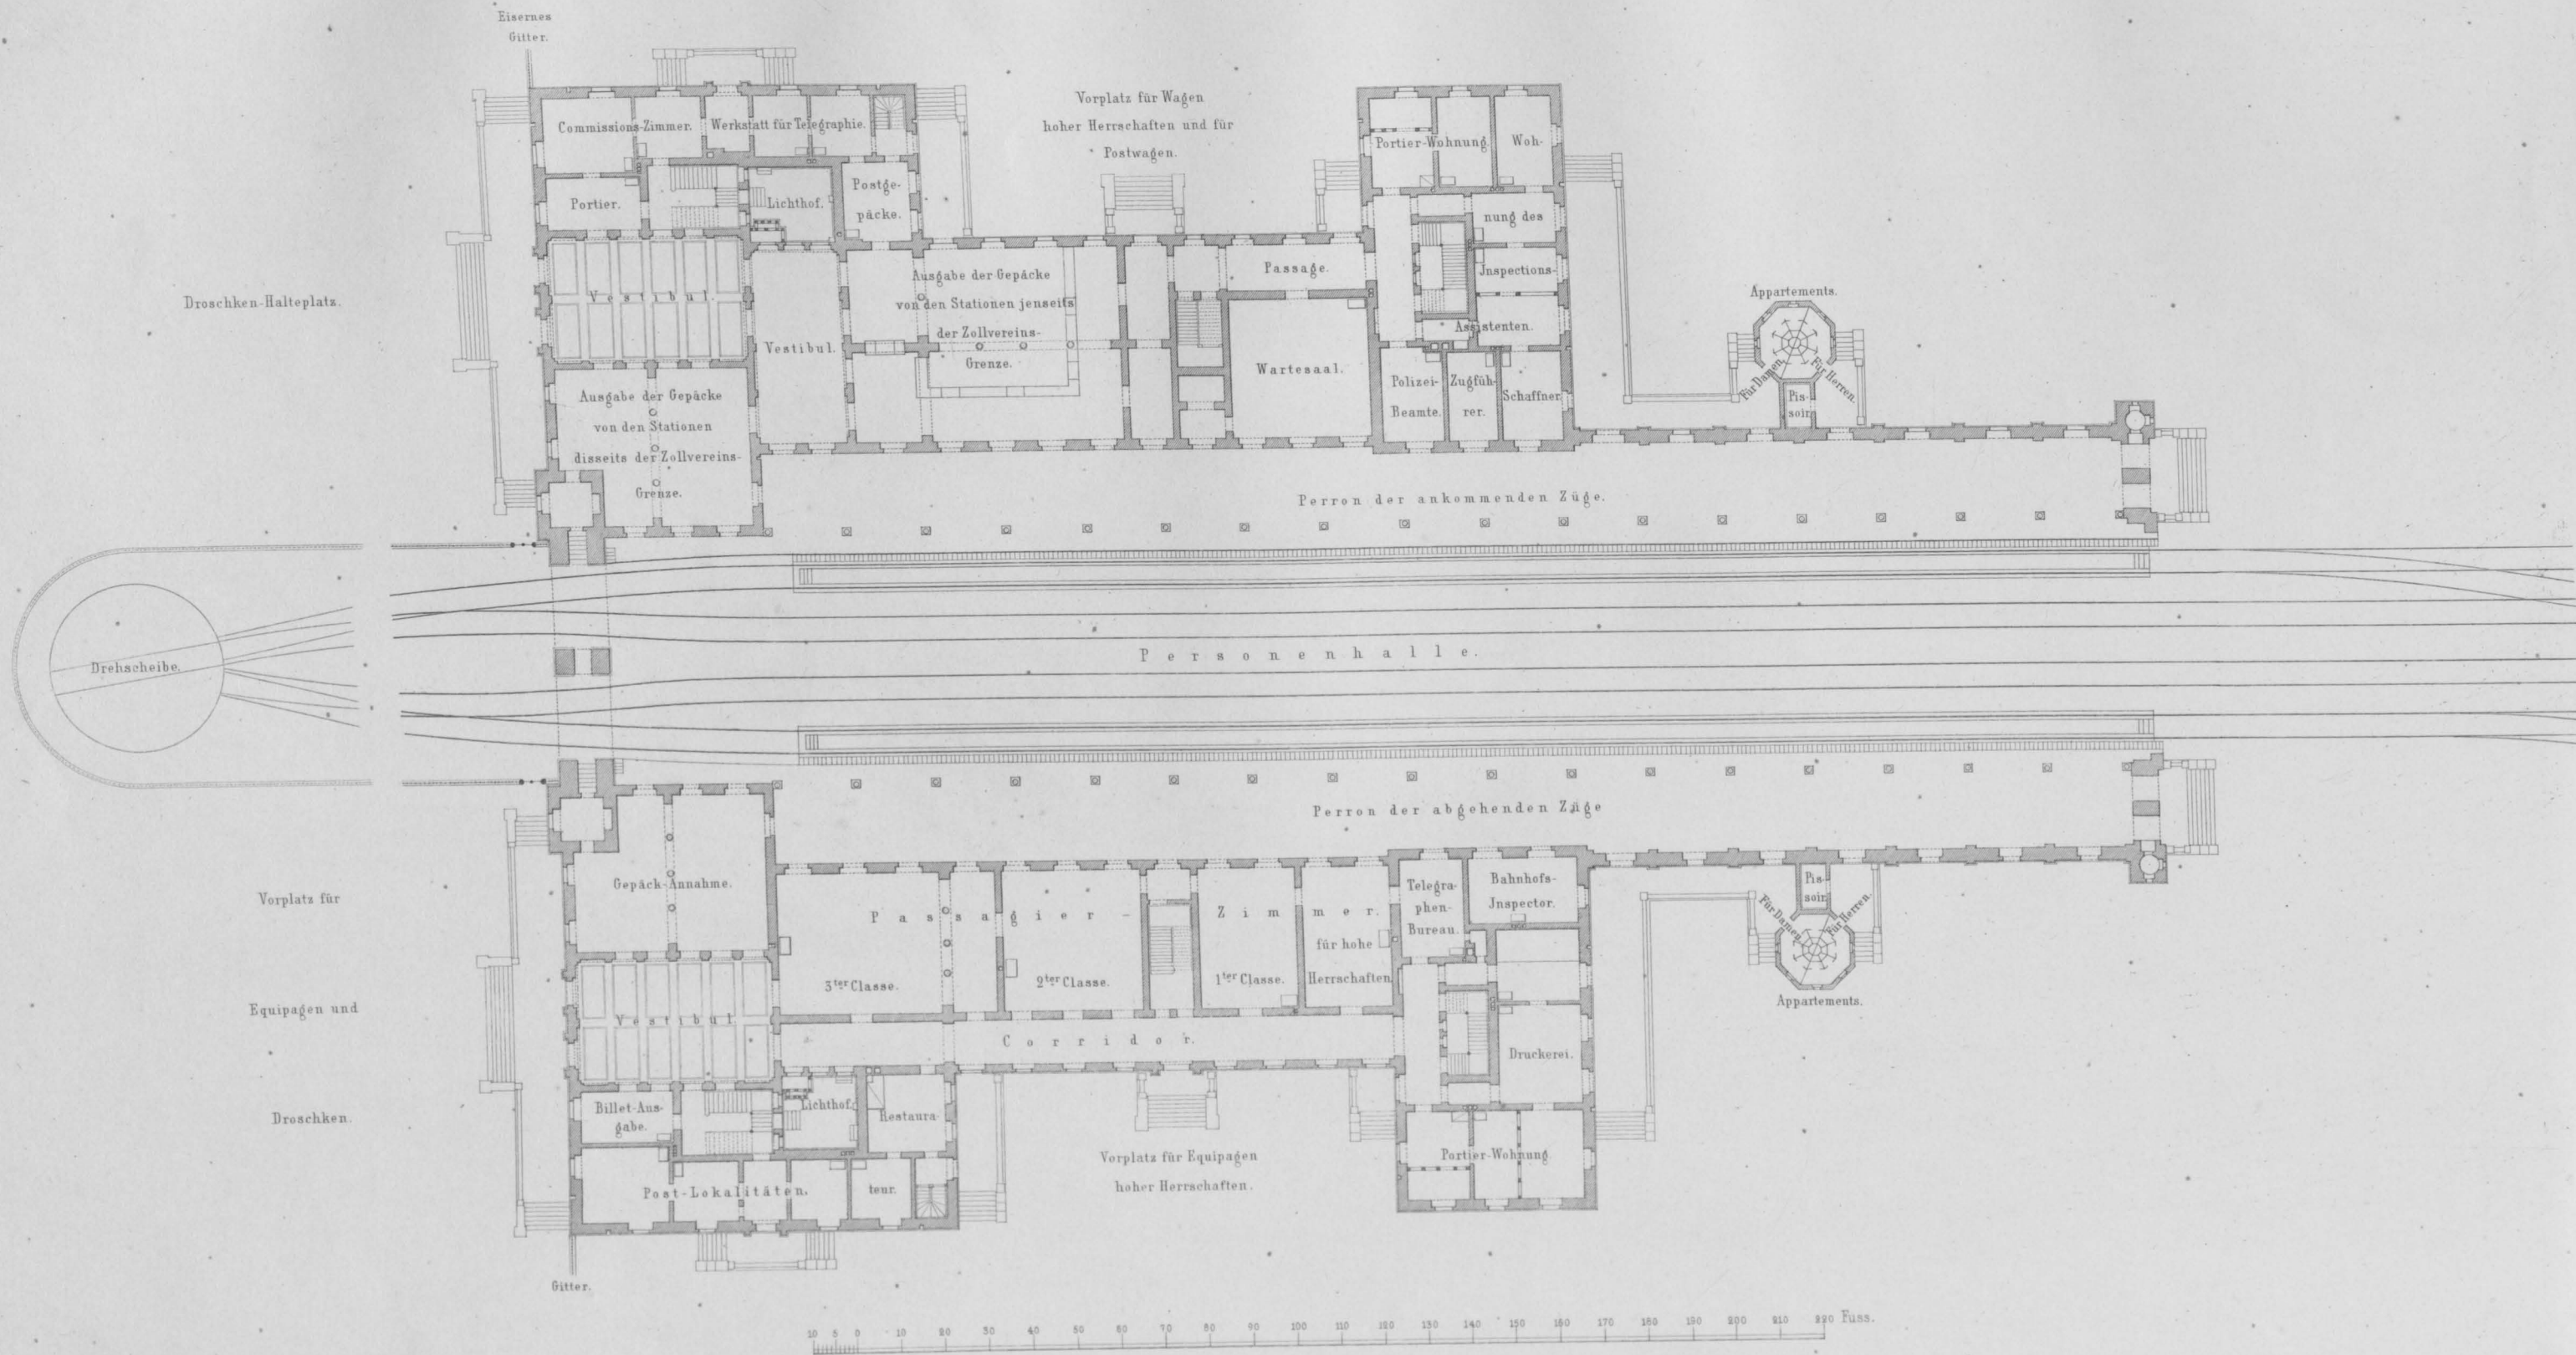 Eisernes
Gitter.
Vorplatz für Wagen
hoher Herrschaften und für
Postwagen.
Commissions-Zimmer.
Werkstatt für Telegraphie.
Portier-Wohnung.
Woh-
Portier.
Lichthof.
Postge-
päcke.
nung des
Droschken-Halteplatz.
Vestibul.
Ausgabe der Gepäcke
von den Stationen jenseits
der Zollvereins-
Grenze.
Passage.
Jnspections-
Assistenten.
Appartements.
Für Damen.
Für Herren.
Pis-
soir.
Vestibul.
Wartesaal.
Polizei-
Beamte.
Zugfüh-
rer.
Schaffner
Ausgabe der Gepäcke
von den Stationen
disseits der Zollvereins-
Grenze.
Perron der ankommenden Züge.
Drehscheibe.
Personenhalle.
Perron der abgehenden Züge
Vorplatz für
Equipagen und
Droschken.
Gepäck-Annahme.
Passagier-Zimmer.
3ter Classe.
2ter Classe.
1ter Classe.
für hohe
Herrschaften
Telegra-
phen-
Bureau.
Bahnhofs-
Jnspector.
Pis-
soir.
Für Damen.
Für Herren.
Appartements.
Vestibul
Corridor.
Druckerei.
Billet-Aus-
gabe.
Lichthof.
Restaura-
teur.
Post-Lokalitäten.
Vorplatz für Equipagen
hoher Herrschaften.
Portier-Wohnung.
Gitter.
10 5 0 10 20 30 40 50 60 70 80 90 100 110 120 130 140 150 160 170 180 190 200 210 220 Fuss.